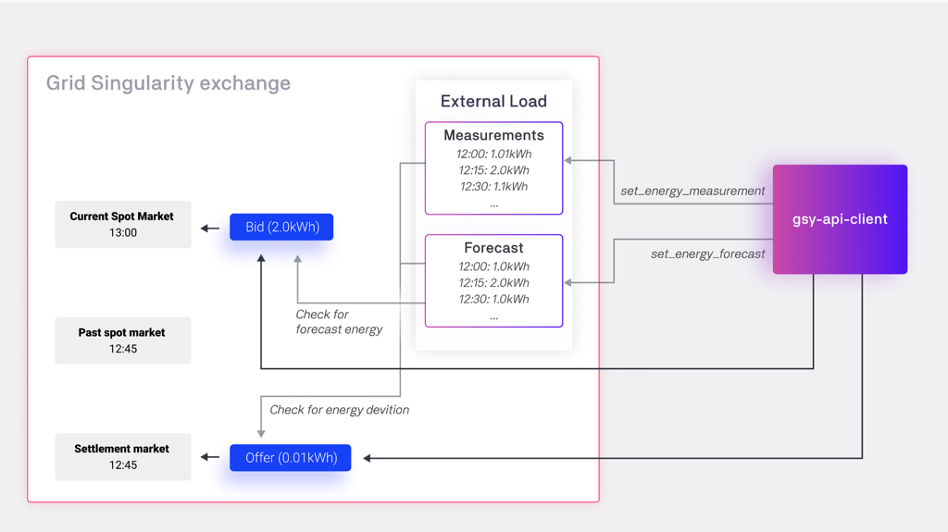 Grid Singularity exchange
External Load
Measurements
12:00: 1.01kWh
12:15: 2.0kWh
12:30: 1.1kWh
...
set_energy_measurement
gsy-api-client
Current Spot Market
13:00
Bid (2.0kWh)
Forecast
12:00: 1.0kWh
12:15: 2.0kWh
12:30: 1.0kWh
...
set_energy_forecast
Check for
forecast energy
Past spot market
12:45
Check for energy devition
Settlement market
12:45
Offer (0.01kWh)